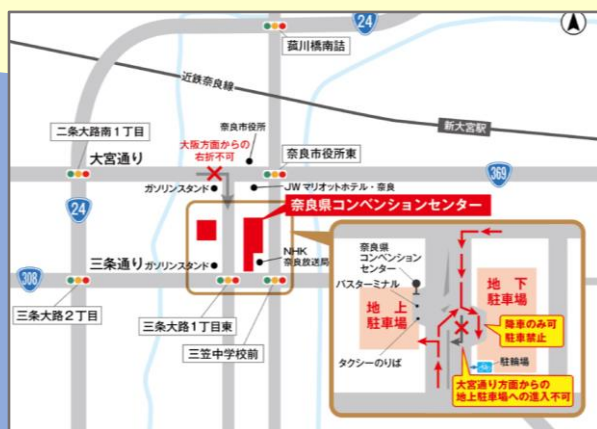 24
菰川橋南詰
近鉄奈良線
新大宮駅
二条大路南1丁目
奈良市役所
大阪方面からの
右折不可
大宮通り
奈良市役所東
369
ガソリンスタンド
JWマリオットホテル・奈良
奈良県コンベンションセンター
24
三条通り
ガソリンスタンド
NHK
奈良放送局
308
三条大路2丁目
三条大路1丁目東
三笠中学校前
奈良県
コンベンション
センター
バスターミナル
地上
駐車場
タクシーのりば
地下
駐車場
降車のみ可
駐車禁止
駐輪場
大宮通り方面からの
地上駐車場への進入不可